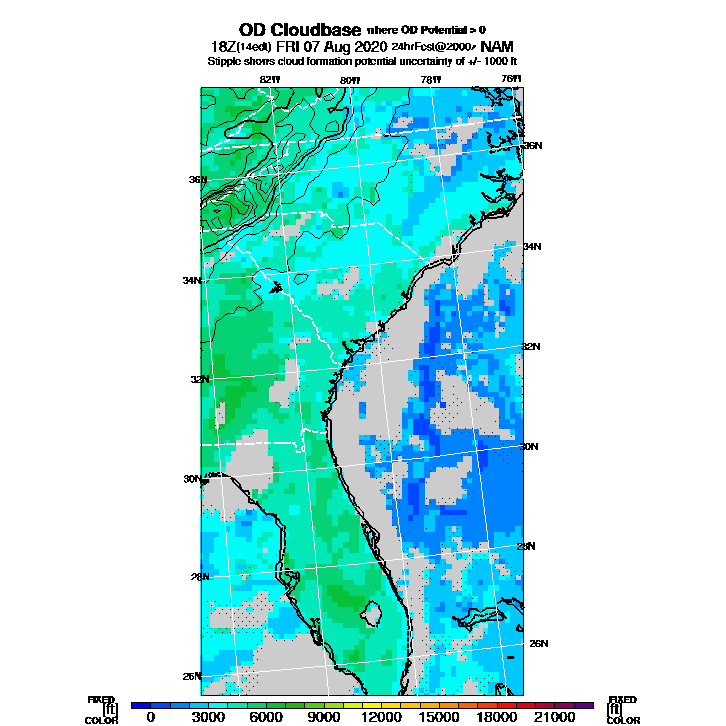 OD Cloudbase where OD Potential > 0
18Z(14edt) FRI 07 Aug 2020 24hrFcst@2000z NAM
Stipple shows cloud formation potential uncertainty of +/- 1000 ft
82W 80W 78W 76W
36N
36N
34N
34N
32N
32N
30N
30N
28N
28N
26N
26N
FIXED FIXED
[ft] [ft]
COLOR 0 3000 6000 9000 12000 15000 18000 21000 COLOR